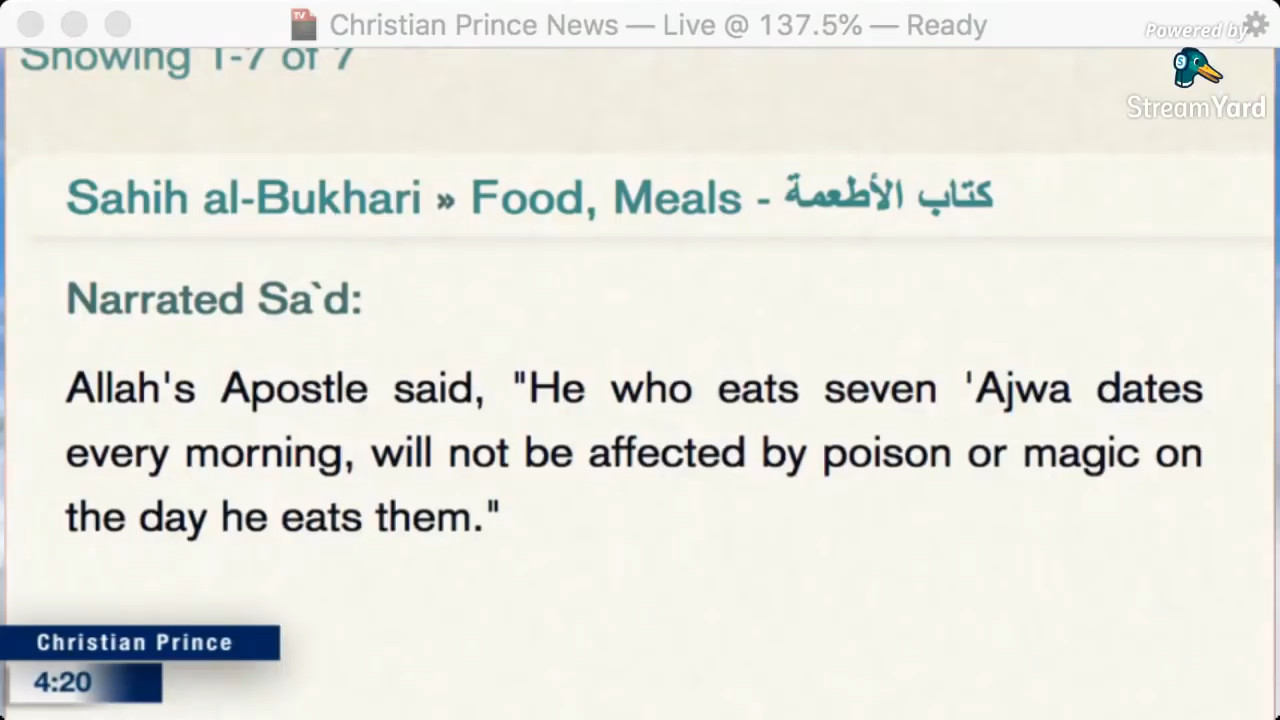 Christian Prince News — Live @ 137.5% — Ready
Powered by
StreamYard
Showing 1-7 of 7
Sahih al-Bukhari » Food, Meals - كتاب الأطعمة
Narrated Sa`d:
Allah's Apostle said, "He who eats seven 'Ajwa dates
every morning, will not be affected by poison or magic on
the day he eats them."
Christian Prince
4:20